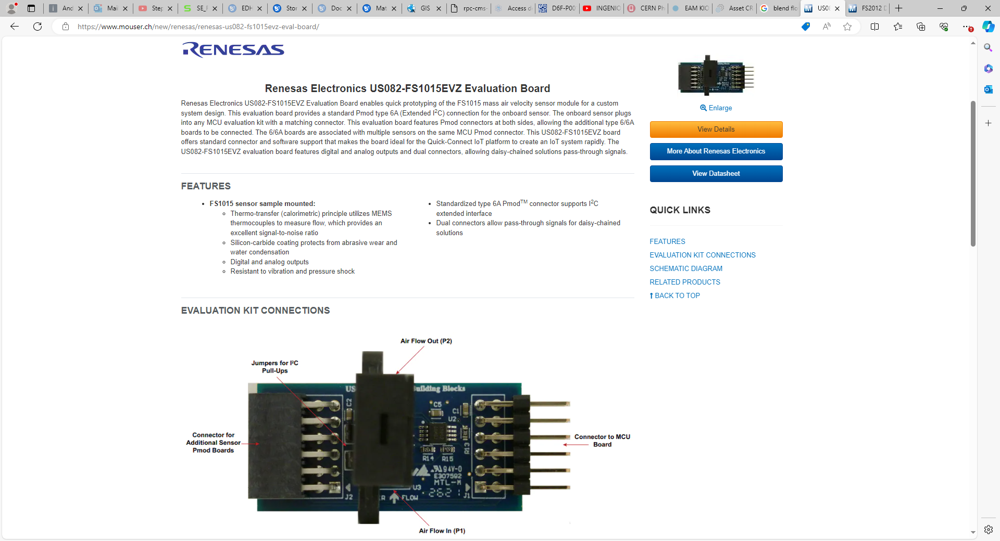 And
Mail
Step
SE_F
EDH
Stor
Doc
Mat
GIS
rpc-cms-
Access d
D6F-P00
INGENIO
CERN Ph
EAM KIO
Asset CR
blend flo
US08
FS2012 D
https://www.mouser.ch/new/renesas/renesas-us082-fs1015evz-eval-board/
RENESAS
Renesas Electronics US082-FS1015EVZ Evaluation Board
Renesas Electronics US082-FS1015EVZ Evaluation Board enables quick prototyping of the FS1015 mass air velocity sensor module for a custom
system design. This evaluation board provides a standard Pmod type 6A (Extended I2C) connection for the onboard sensor. The onboard sensor plugs
into any MCU evaluation kit with a matching connector. This evaluation board features Pmod connectors at both sides, allowing the additional type 6/6A
boards to be connected. The 6/6A boards are associated with multiple sensors on the same MCU Pmod connector. This US082-FS1015EVZ board
offers standard connector and software support that makes the board ideal for the Quick-Connect IoT platform to create an IoT system rapidly. The
US082-FS1015EVZ evaluation board features digital and analog outputs and dual connectors, allowing daisy-chained solutions pass-through signals.
FEATURES
FS1015 sensor sample mounted:
Thermo-transfer (calorimetric) principle utilizes MEMS
thermocouples to measure flow, which provides an
excellent signal-to-noise ratio
Silicon-carbide coating protects from abrasive wear and
water condensation
Digital and analog outputs
Resistant to vibration and pressure shock
Standardized type 6A Pmod™ connector supports I2C
extended interface
Dual connectors allow pass-through signals for daisy-chained
solutions
EVALUATION KIT CONNECTIONS
Air Flow Out (P2)
Jumpers for I²C
Pull-Ups
US
Building Blocks
C2
C5
C1
U2
Connector for
Additional Sensor
Pmod Boards
Connector to MCU
Board
R13
R14 R15
94V-0
E307592
MTL-M
2621
U3
J2
J1
R FLOW
Air Flow In (P1)
Enlarge
View Details
More About Renesas Electronics
View Datasheet
QUICK LINKS
FEATURES
EVALUATION KIT CONNECTIONS
SCHEMATIC DIAGRAM
RELATED PRODUCTS
BACK TO TOP